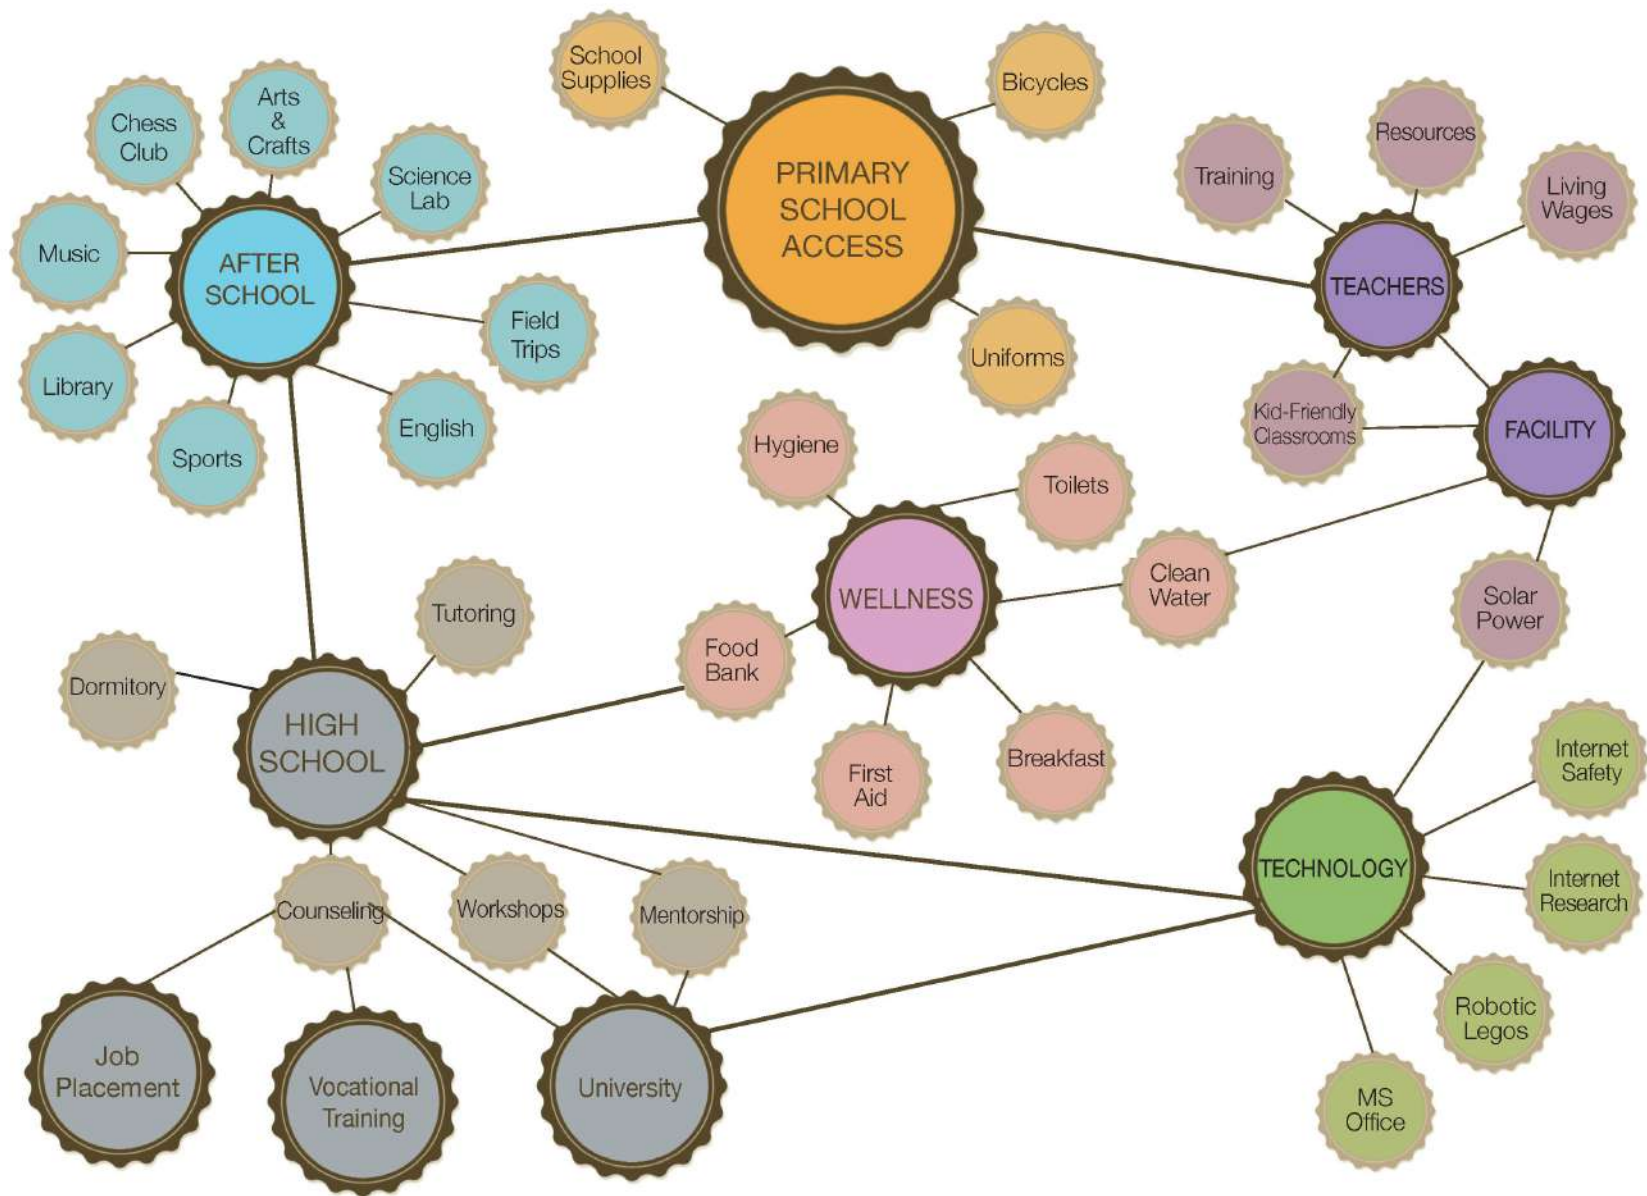 School
Supplies
Bicycles
PRIMARY
SCHOOL
ACCESS
Uniforms
Arts
&
Crafts
Chess
Club
Science
Lab
Music
AFTER
SCHOOL
Field
Trips
Library
English
Sports
Resources
Training
Living
Wages
TEACHERS
Kid-Friendly
Classrooms
FACILITY
Hygiene
Toilets
Clean
Water
WELLNESS
Food
Bank
First
Aid
Breakfast
Solar
Power
Tutoring
Dormitory
HIGH
SCHOOL
Counseling
Workshops
Mentorship
Job
Placement
Vocational
Training
University
Internet
Safety
TECHNOLOGY
Internet
Research
Robotic
Legos
MS
Office